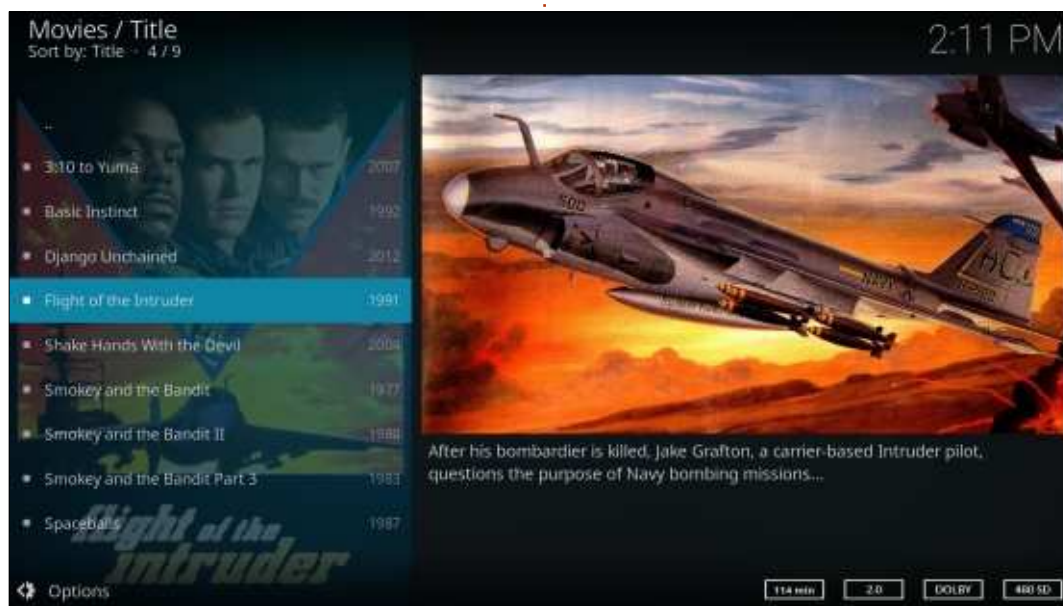 Movies / Title
Sort by: Title · 4 / 9
2:11 PM
..
3:10 to Yuma 2007
Basic Instinct 1992
Django Unchained 2012
Flight of the Intruder 1991
Shake Hands With the Devil 2004
Smokey and the Bandit 1977
Smokey and the Bandit II 1980
Smokey and the Bandit Part 3 1983
Spaceballs 1987
flight of the
intruder
500
NAVY
After his bombardier is killed, Jake Grafton, a carrier-based Intruder pilot,
questions the purpose of Navy bombing missions...
Options
114 min 2.0 DOLBY 480 SD